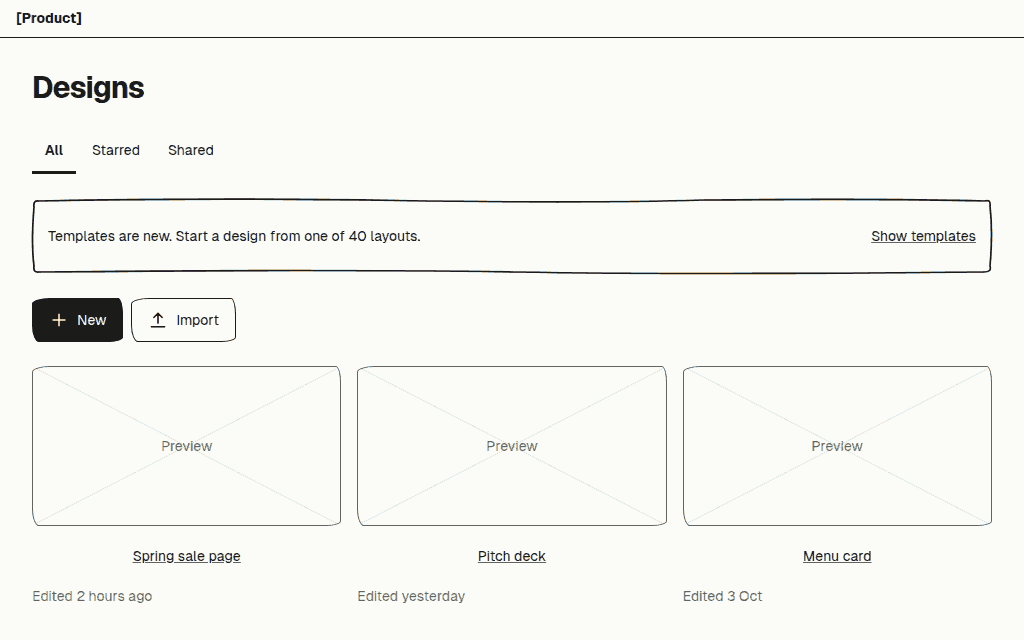 [Product]
Designs
All Starred Shared
Templates are new. Start a design from one of 40 layouts. Show templates
New Import
Preview Preview Preview
Spring sale page Pitch deck Menu card
Edited 2 hours ago Edited yesterday Edited 3 Oct